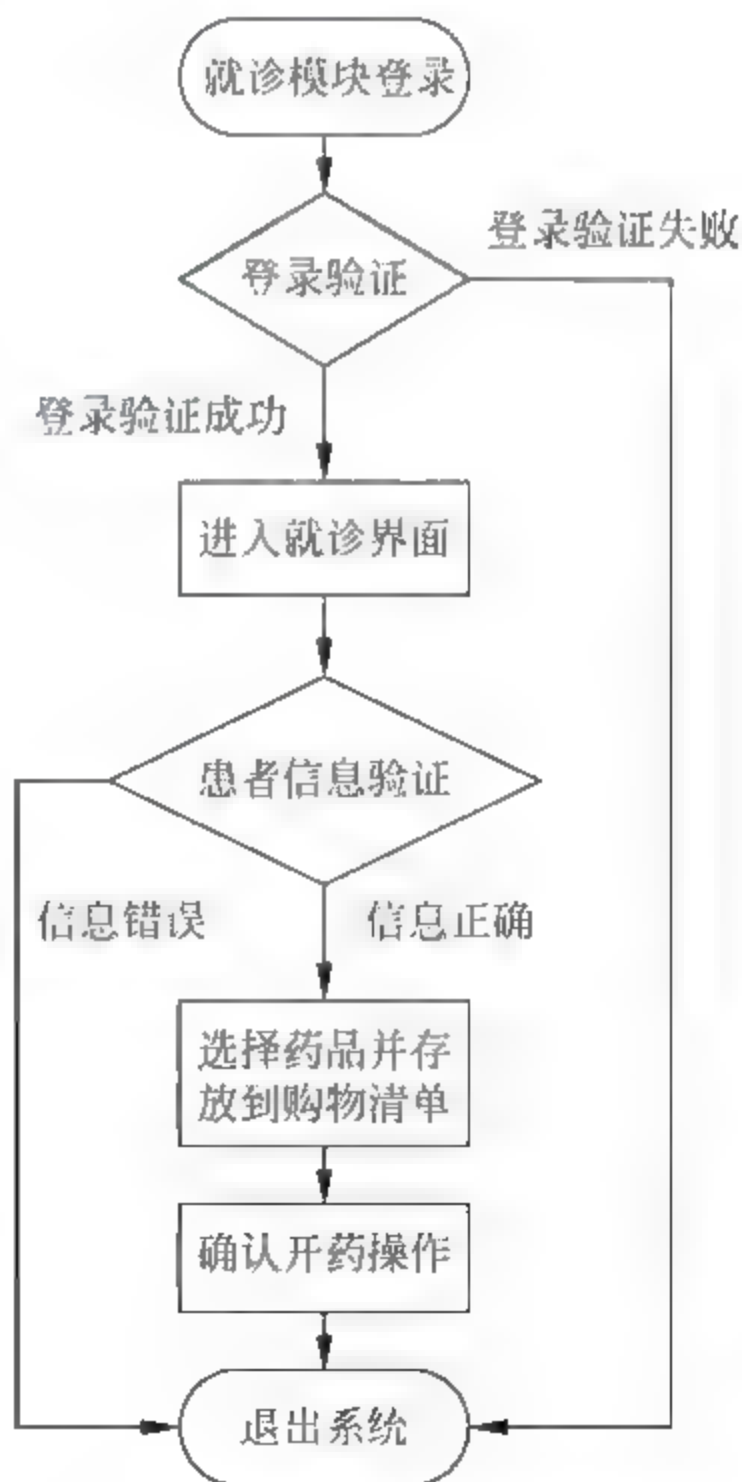 就诊模块登录
登录验证失败
登录验证
登录验证成功
进入就诊界面
患者信息验证
信息错误
信息正确
选择药品并存
放到购物清单
确认开药操作
退出系统